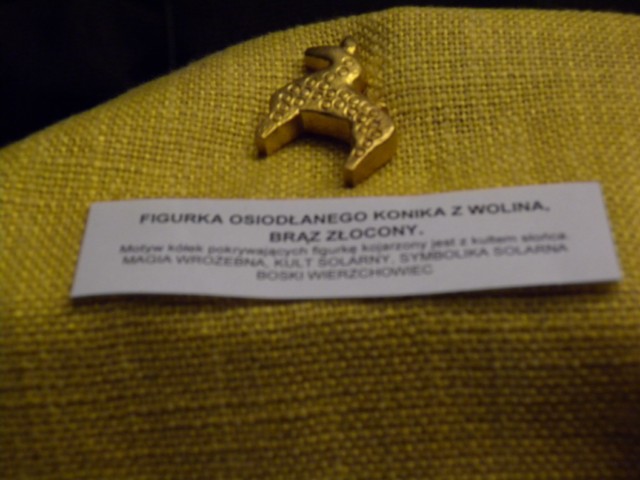 FIGURKA OSIODŁANEGO KONIKA Z WOLINA,
BRĄZ ZŁOCONY.
Motyw kółek pokrywających figurkę kojarzony jest z kultem słońca.
MAGIA WRÓŻEBNA, KULT SOLARNY, SYMBOLIKA SOLARNA
BOSKI WIERZCHOWIEC